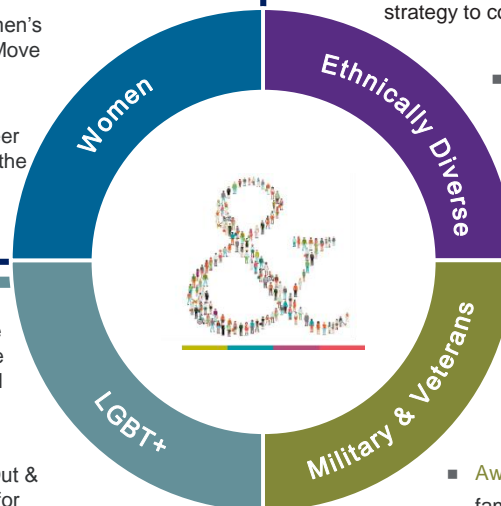 men's
Move
er
the
strategy to co
Women
Ethnically Diverse
&
LGBT+
Military & Veterans
Out &
for
Aw
fan